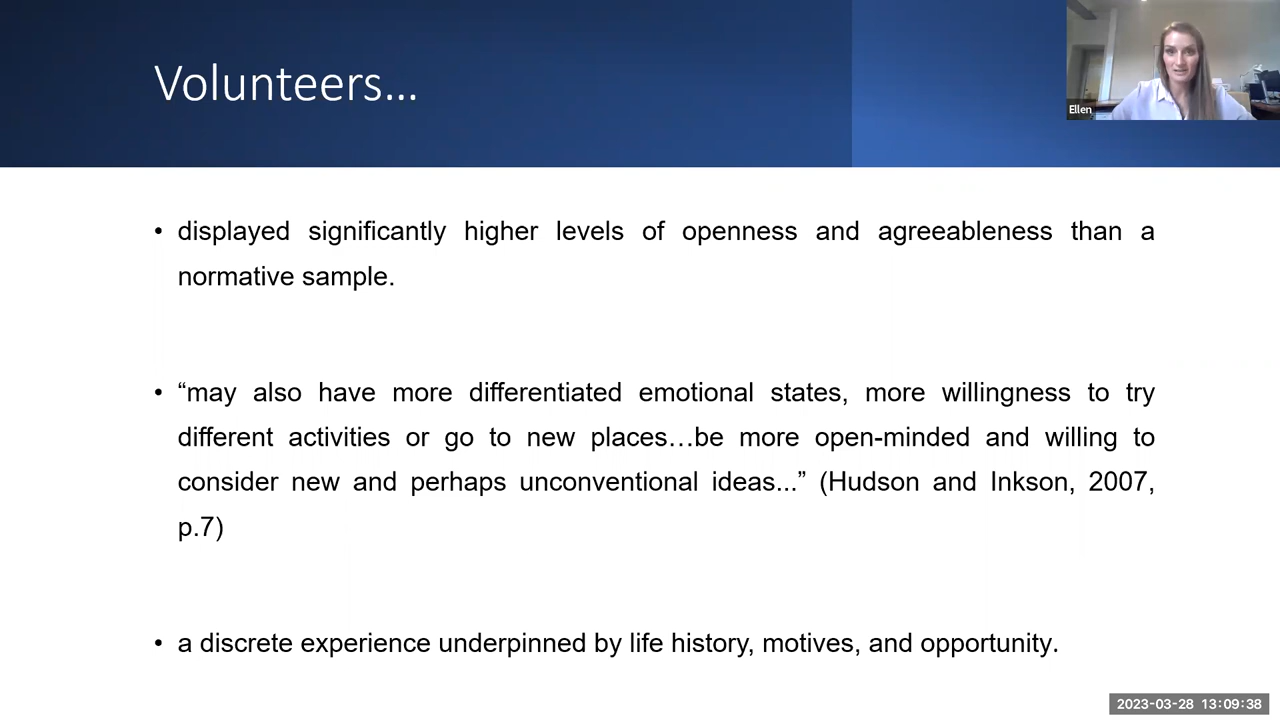 Volunteers…
Ellen
• displayed significantly higher levels of openness and agreeableness than a
normative sample.
• “may also have more differentiated emotional states, more willingness to try
different activities or go to new places…be more open-minded and willing to
consider new and perhaps unconventional ideas...” (Hudson and Inkson, 2007,
p.7)
• a discrete experience underpinned by life history, motives, and opportunity.
2023-03-28 13:09:38